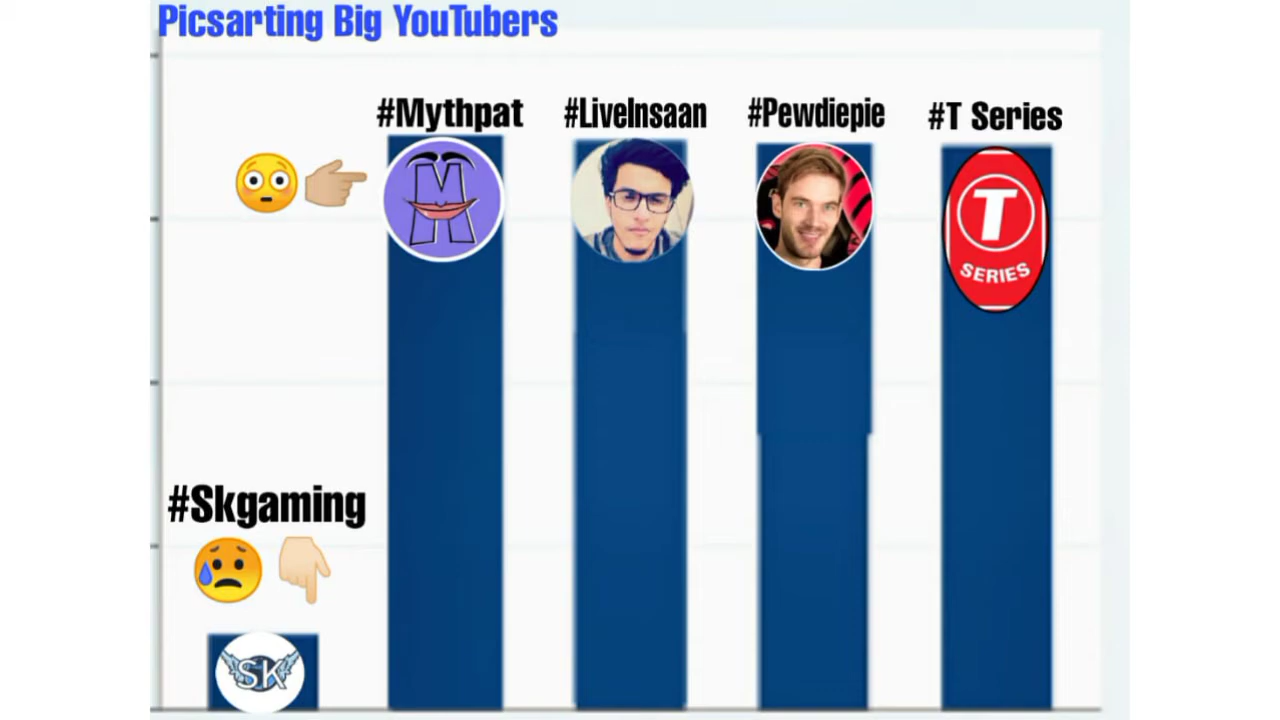 Picsarting Big YouTubers
#Mythpat
#LiveInsaan
#Pewdiepie
#T Series
M
T
SERIES
#Skgaming
SK